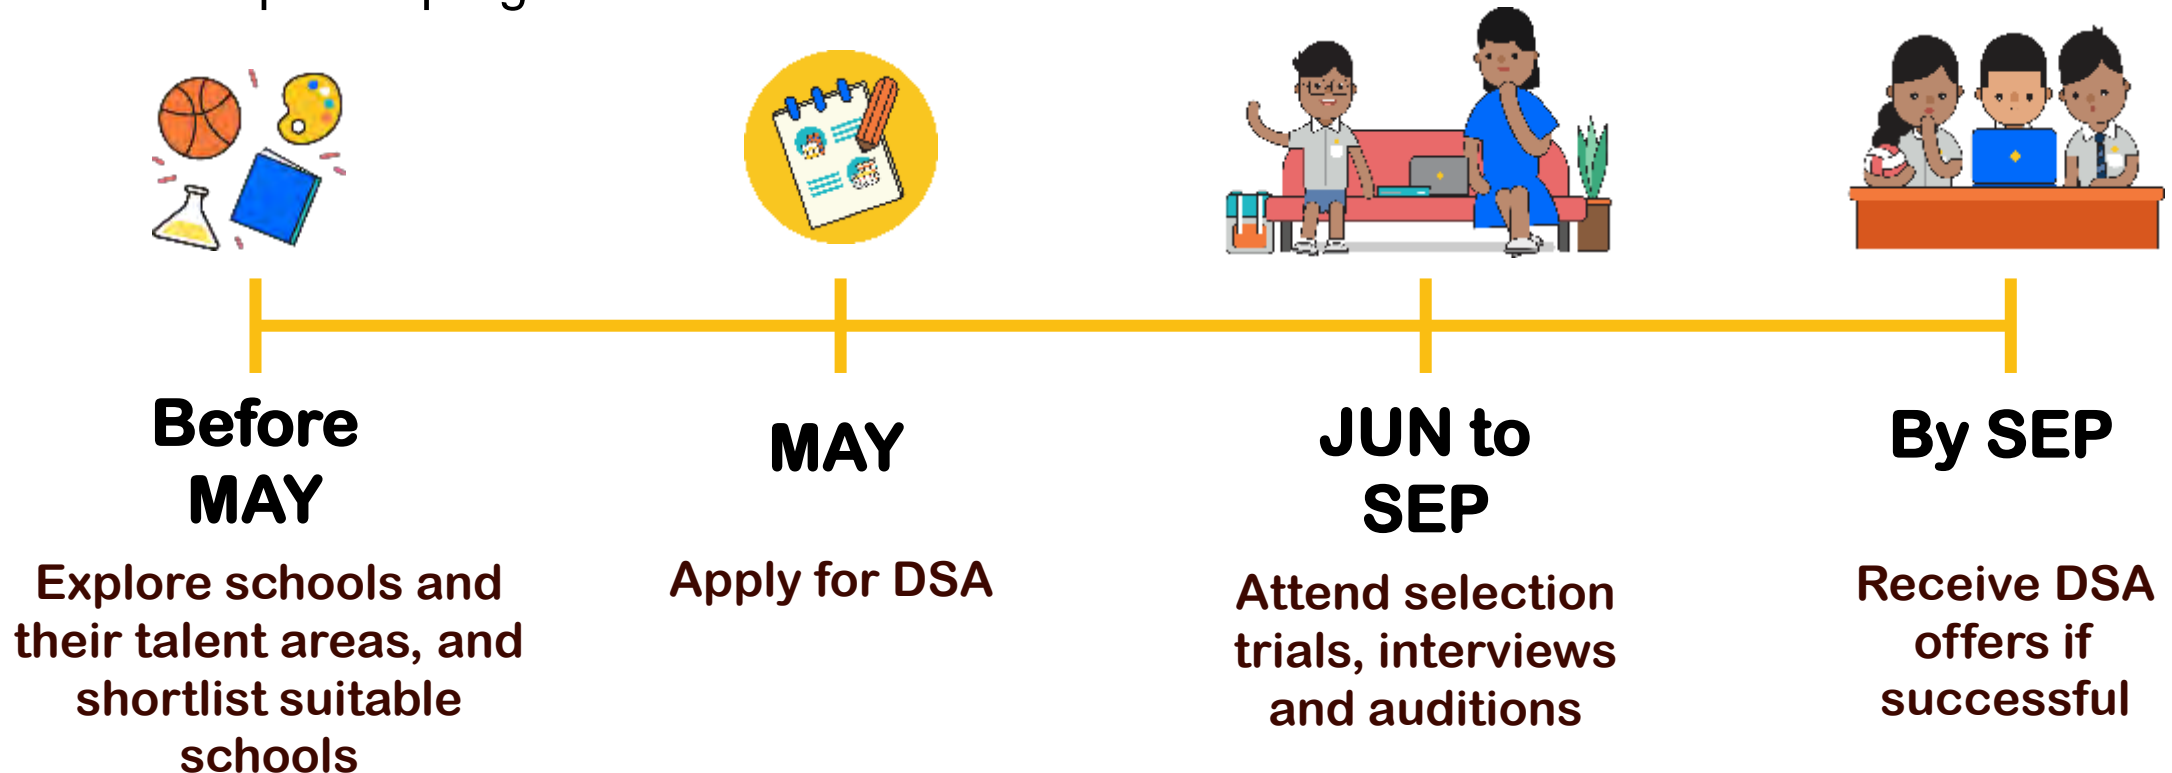 Before
MAY
Explore schools and
their talent areas, and
shortlist suitable
schools
MAY
Apply for DSA
JUN to
SEP
Attend selection
trials, interviews
and auditions
By SEP
Receive DSA
offers if
successful